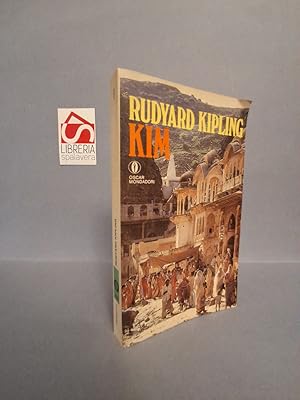 LIBRERIA
spalavera
RUDYARD KIPLING
KIM
OSCAR
MONDADORI